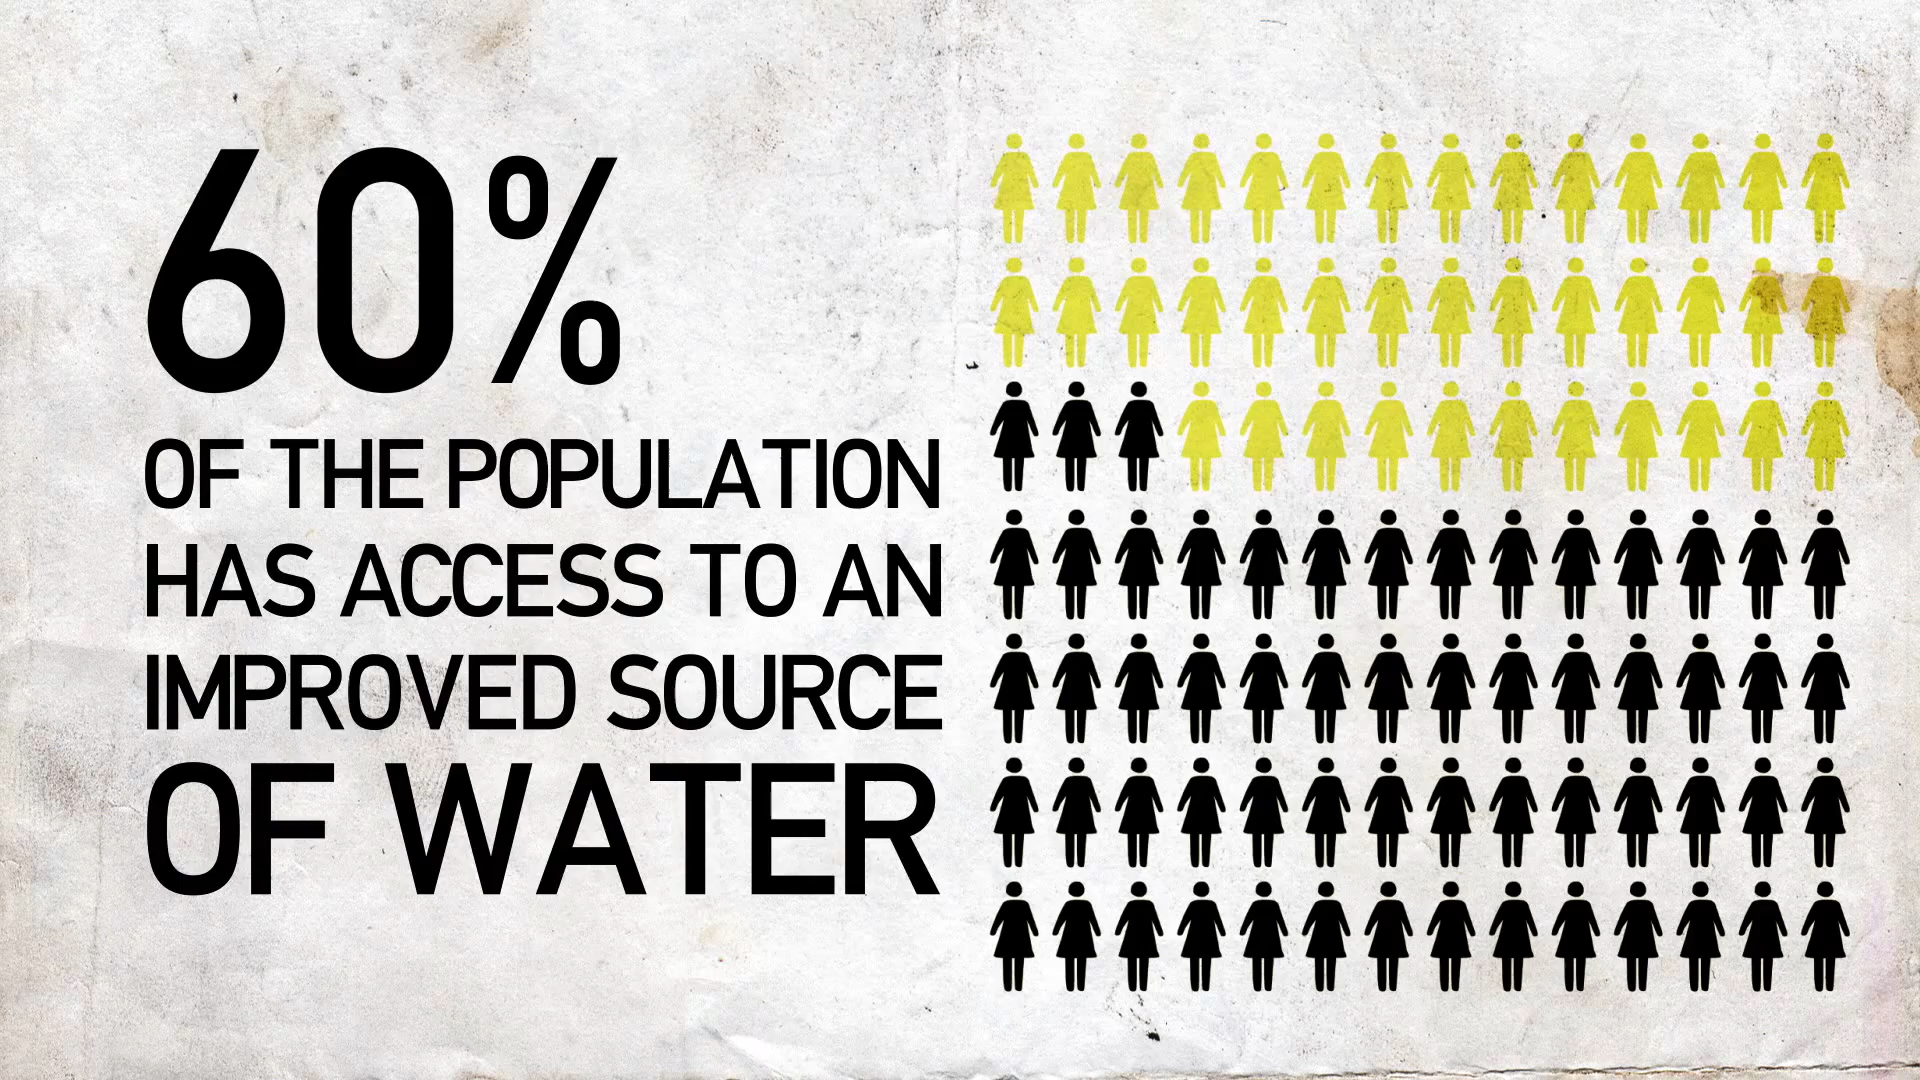 60%
OF THE POPULATION
HAS ACCESS TO AN
IMPROVED SOURCE
OF WATER